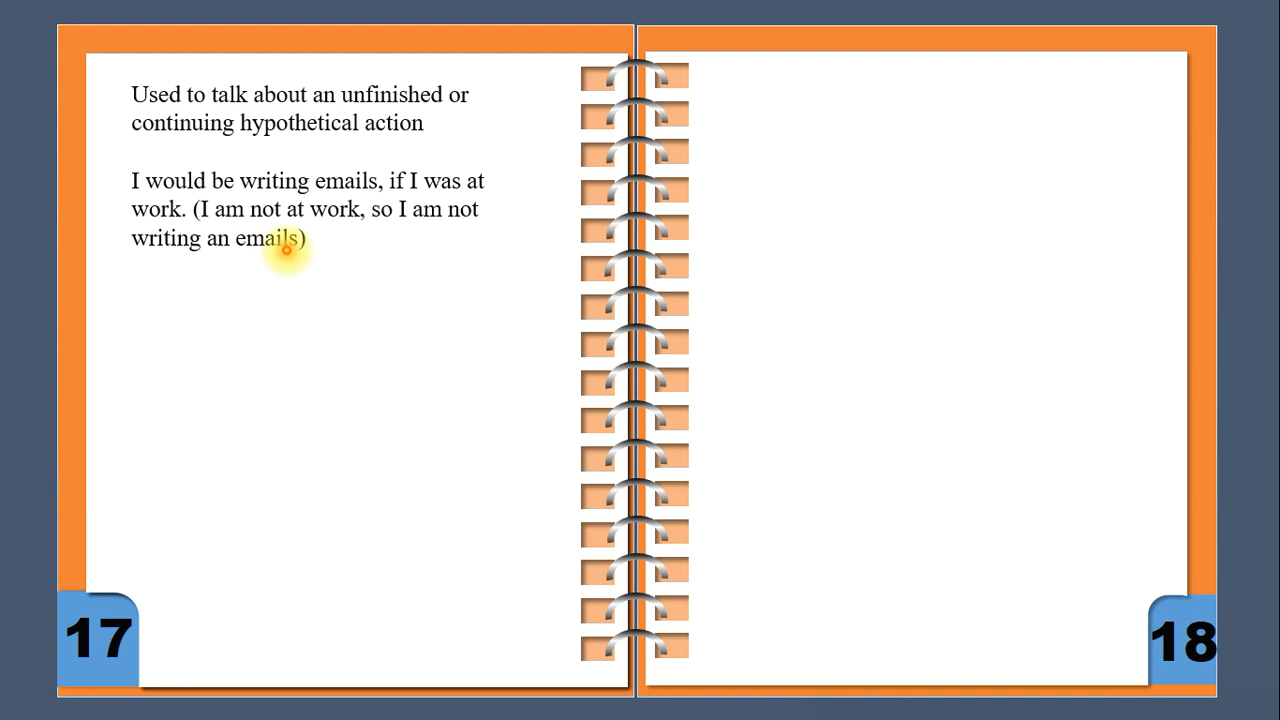 Used to talk about an unfinished or
continuing hypothetical action
I would be writing emails, if I was at
work. (I am not at work, so I am not
writing an emails)
17
18